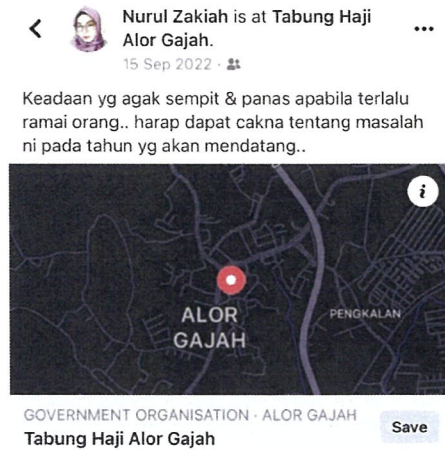 Nurul Zakiah is at Tabung Haji
Alor Gajah.
15 Sep 2022
Keadaan yg agak sempit & panas apabila terlalu
ramai orang.. harap dapat cakna tentang masalah
ni pada tahun yg akan mendatang..
i
ALOR
GAJAH
PENGKALAN
GOVERNMENT ORGANISATION · ALOR GAJAH
Tabung Haji Alor Gajah
Save